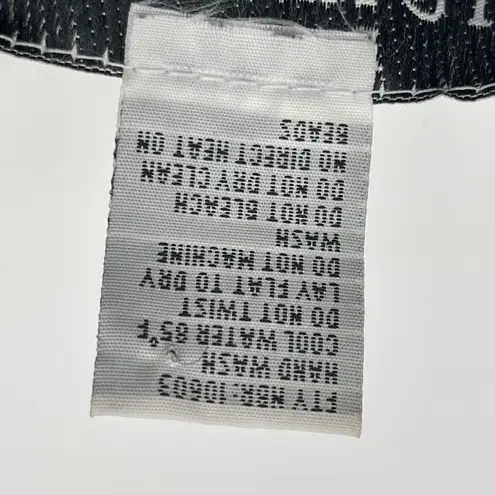 FTY NBR-10603
HAND WASH
COOL WATER 65°F
DO NOT TWIST
LAY FLAT TO DRY
DO NOT MACHINE
WASH
DO NOT BLEACH
DO NOT DRY CLEAN
NO DIRECT HEAT ON
BEADS